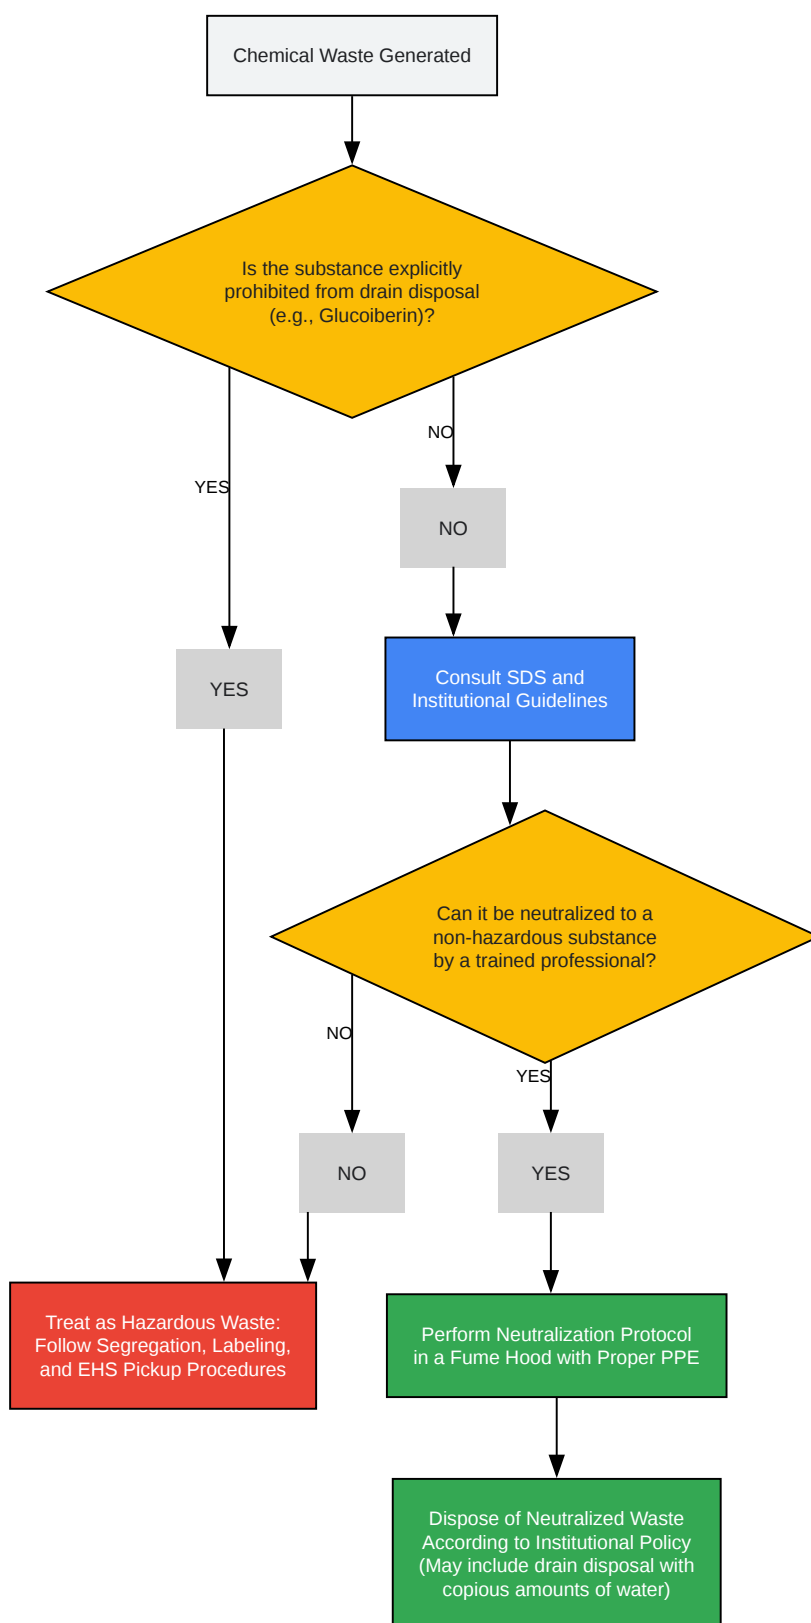 Chemical Waste Generated
Is the substance explicitly
prohibited from drain disposal
(e.g., Glucoiberin)?
NO
YES
NO
Consult SDS and
Institutional Guidelines
YES
Can it be neutralized to a
non-hazardous substance
by a trained professional?
NO
YES
NO
YES
Treat as Hazardous Waste:
Follow Segregation, Labeling,
and EHS Pickup Procedures
Perform Neutralization Protocol
in a Fume Hood with Proper PPE
Dispose of Neutralized Waste
According to Institutional Policy
(May include drain disposal with
copious amounts of water)